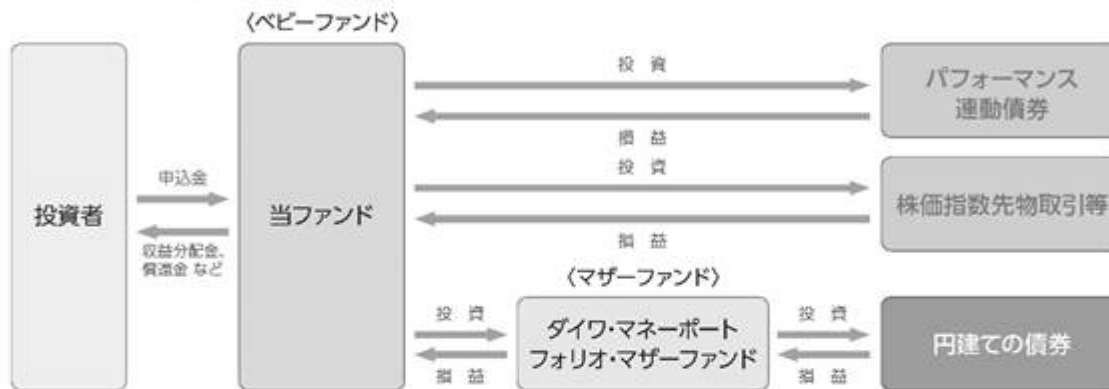 〈ベビーファンド〉
投資者
申込金
収益分配金、
償還金 など
当ファンド
投 資
損 益
パフォーマンス
連動債券
投 資
損 益
株価指数先物取引等
〈マザーファンド〉
投 資
損 益
ダイワ・マネーポート
フォリオ・マザーファンド
投 資
損 益
円建ての債券